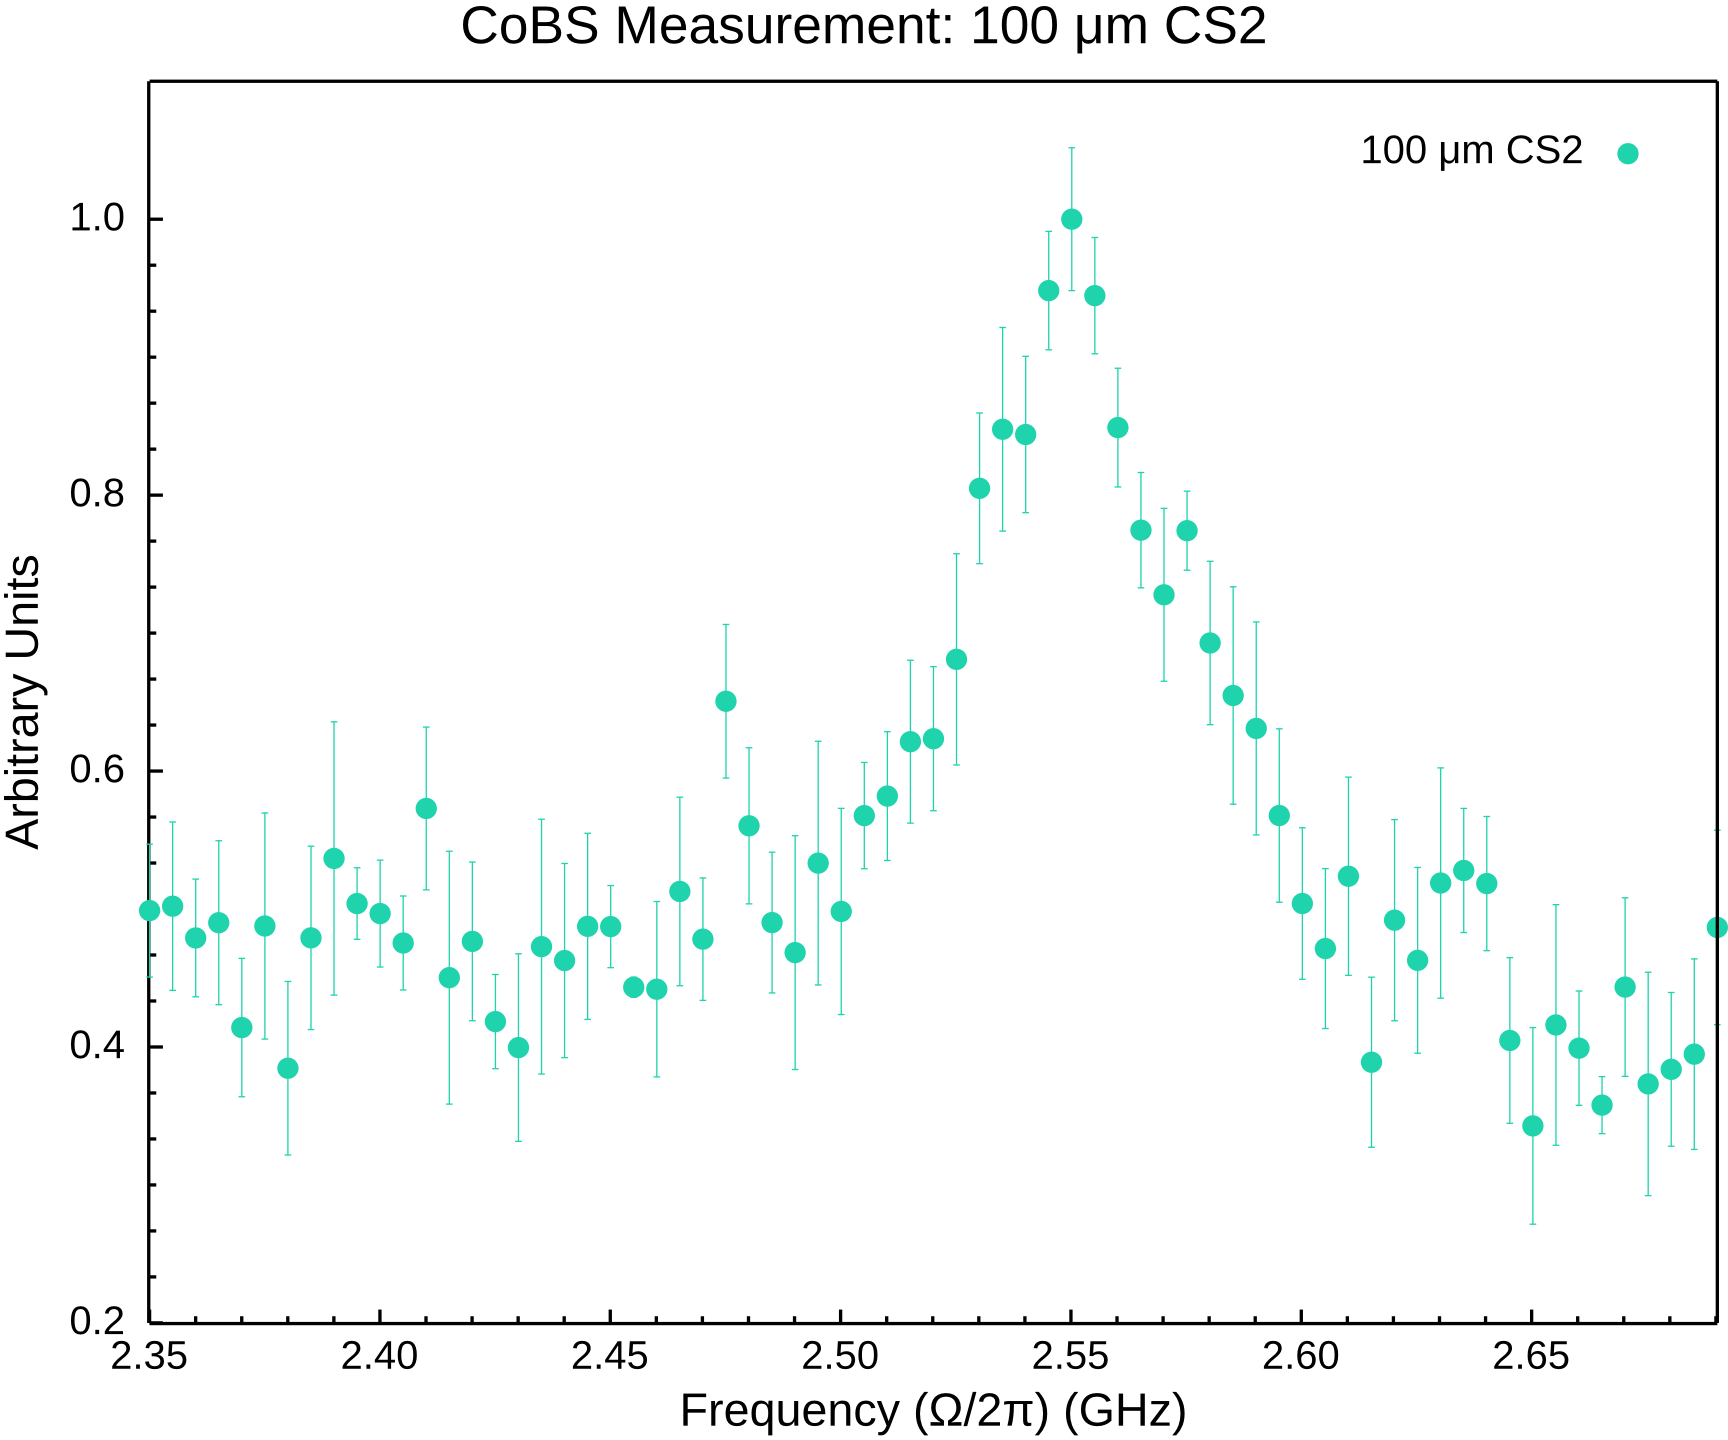 CoBS Measurement: 100 μm CS2
100 μm CS2
1.0
0.8
0.6
0.4
0.2
Arbitrary Units
2.35 2.40 2.45 2.50 2.55 2.60 2.65
Frequency (Ω/2π) (GHz)